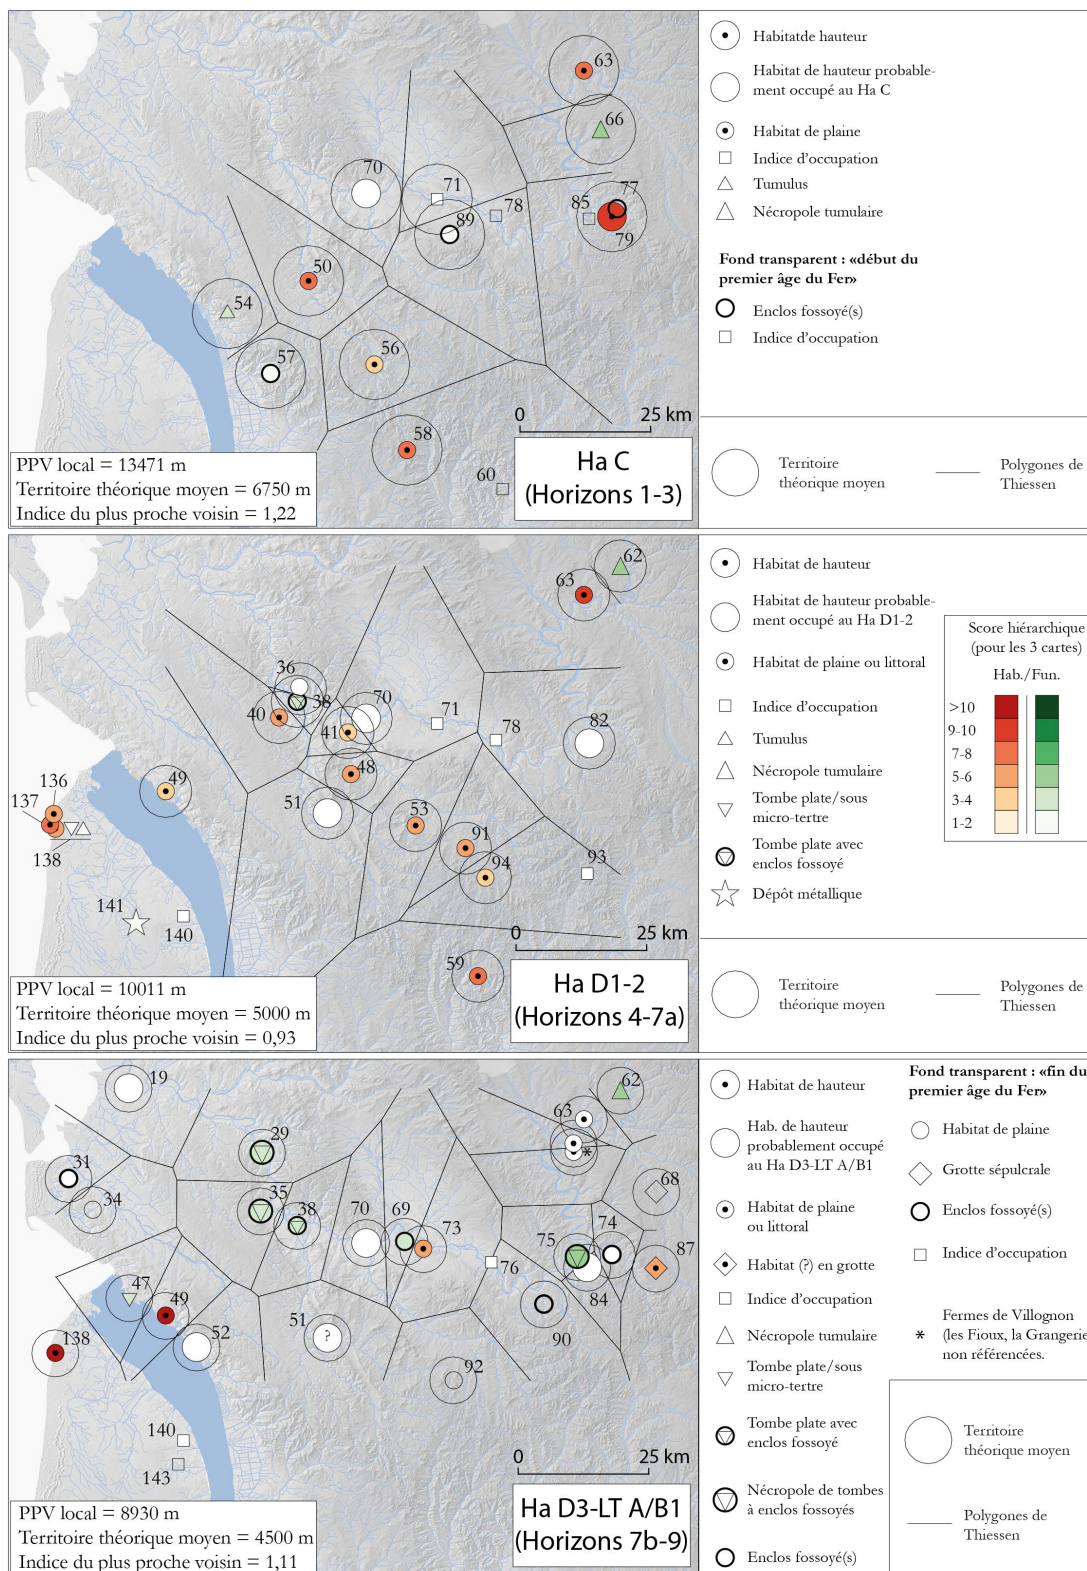 63
66
70
71
78
77
85
79
89
50
54
57
56
58
60
0
25 km
PPV local = 13471 m
Territoire théorique moyen = 6750 m
Indice du plus proche voisin = 1,22
Ha C
(Horizons 1-3)
Habitatde hauteur
Habitat de hauteur probable-
ment occupé au Ha C
Habitat de plaine
Indice d'occupation
Tumulus
Nécropole tumulaire
Fond transparent : «début du
premier âge du Fer»
Enclos fossoyé(s)
Indice d'occupation
Territoire
théorique moyen
Polygones de
Thiessen
62
63
36
38
40
70
41
71
78
82
48
49
136
137
138
51
53
91
94
93
141
140
59
0
25 km
PPV local = 10011 m
Territoire théorique moyen = 5000 m
Indice du plus proche voisin = 0,93
Ha D1-2
(Horizons 4-7a)
Habitat de hauteur
Habitat de hauteur probable-
ment occupé au Ha D1-2
Habitat de plaine ou littoral
Indice d'occupation
Tumulus
Nécropole tumulaire
Tombe plate/sous
micro-tertre
Tombe plate avec
enclos fossoyé
Dépôt métallique
Score hiérarchique
(pour les 3 cartes)
Hab./Fun.
>10
9-10
7-8
5-6
3-4
1-2
Territoire
théorique moyen
Polygones de
Thiessen
19
62
63
*
29
31
34
35
38
70
69
73
68
74
75
76
87
84
90
47
49
52
51
?
138
92
140
143
0
25 km
PPV local = 8930 m
Territoire théorique moyen = 4500 m
Indice du plus proche voisin = 1,11
Ha D3-LT A/B1
(Horizons 7b-9)
Habitat de hauteur
Hab. de hauteur
probablement occupé
au Ha D3-LT A/B1
Habitat de plaine
ou littoral
Habitat (?) en grotte
Indice d'occupation
Nécropole tumulaire
Tombe plate/sous
micro-tertre
Tombe plate avec
enclos fossoyé
Nécropole de tombes
à enclos fossoyés
Enclos fossoyé(s)
Fond transparent : «fin du
premier âge du Fer»
Habitat de plaine
Grotte sépulcrale
Enclos fossoyé(s)
Indice d'occupation
Fermes de Villognon
* (les Fioux, la Grangerie)
non référencées.
Territoire
théorique moyen
Polygones de
Thiessen